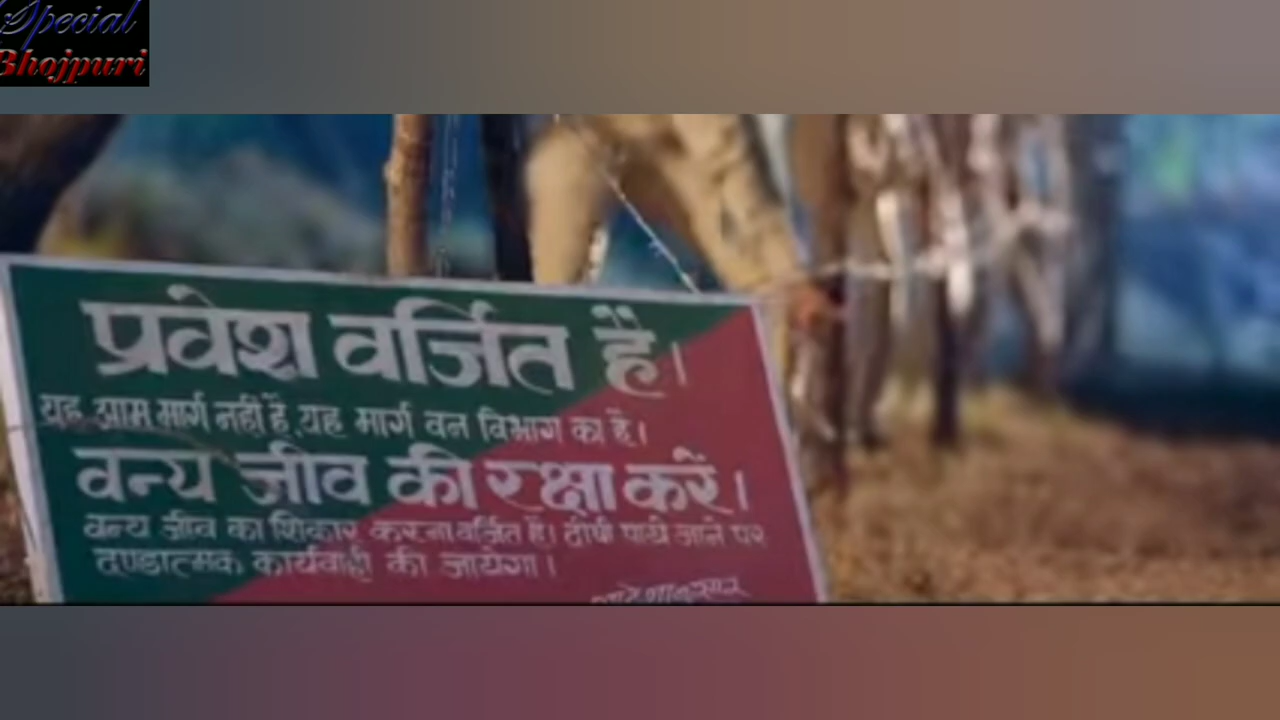 Special
Bhojpuri
प्रवेश वर्जित है।
यह आम मार्ग नहीं है, यह मार्ग वन विभाग का है।
वन्य जीव की रक्षा करें।
वन्य जीव का शिकार करना वर्जित है। दोषी पाये जाने पर
दण्डात्मक कार्यवाही की जायेगा।
आदेशानुसार